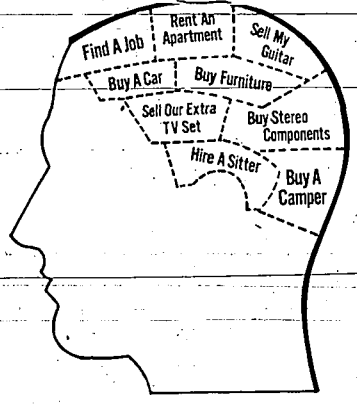 Find A Job
Rent An
Apartment
Sell My
Guitar
Buy A Car
Buy Furniture
Sell Our Extra
TV Set
Buy Stereo
Components
Hire A Sitter
Buy A
Camper